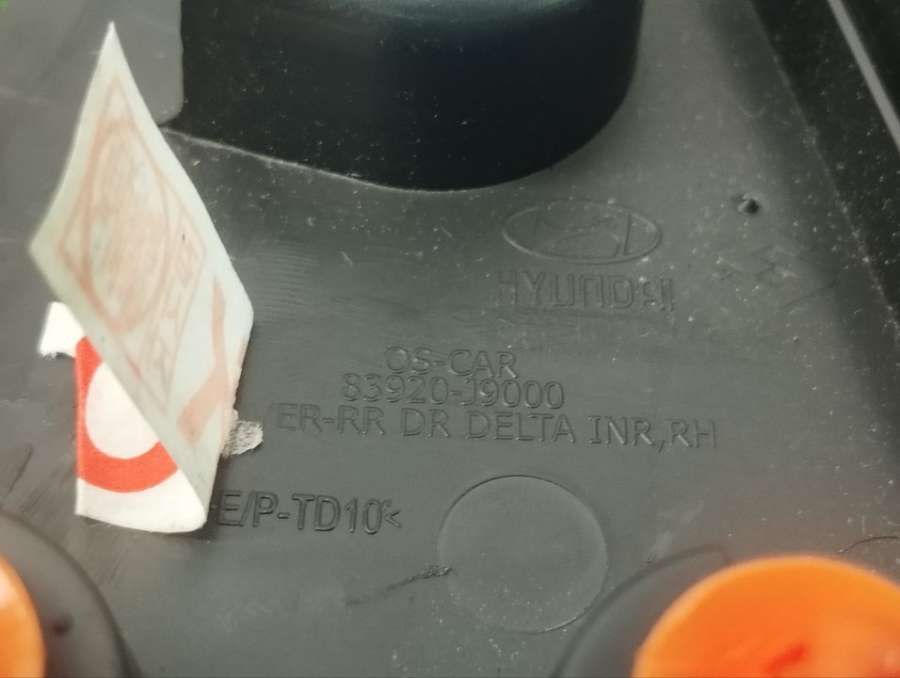 HYUNDAI
OS-CAR
83920-J9000
ER-RR DR DELTA INR,RH
E/P-TD10<